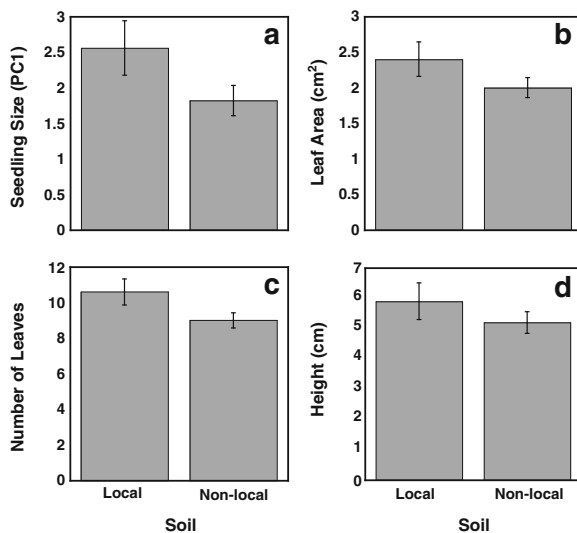 a
Seedling Size (PC1)
3
2.5
2
1.5
1
0.5
0
b
Leaf Area (cm²)
3
2.5
2
1.5
1
0.5
0
c
Number of Leaves
12
10
8
6
4
2
0
Local Non-local
Soil
d
Height (cm)
7
6
5
4
3
2
1
0
Local Non-local
Soil